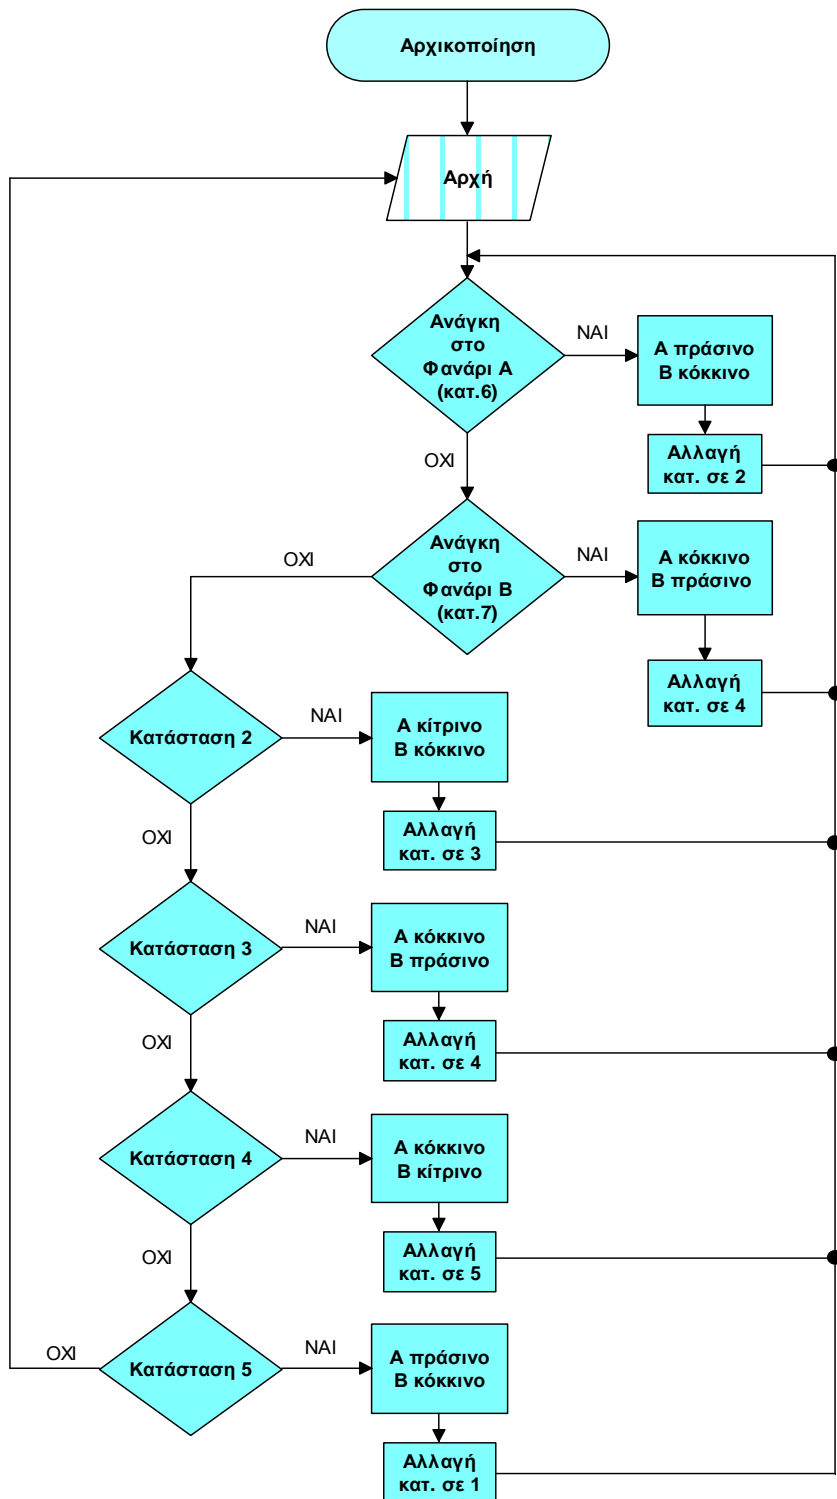 Αρχικοποίηση
Αρχή
Ανάγκη
στο
Φανάρι Α
(κατ.6)
ΝΑΙ
Α πράσινο
Β κόκκινο
ΟΧΙ
Αλλαγή
κατ. σε 2
Ανάγκη
στο
Φανάρι Β
(κατ.7)
ΟΧΙ
ΝΑΙ
Α κόκκινο
Β πράσινο
Αλλαγή
κατ. σε 4
Κατάσταση 2
ΝΑΙ
Α κίτρινο
Β κόκκινο
ΟΧΙ
Αλλαγή
κατ. σε 3
Κατάσταση 3
ΝΑΙ
Α κόκκινο
Β πράσινο
ΟΧΙ
Αλλαγή
κατ. σε 4
Κατάσταση 4
ΝΑΙ
Α κόκκινο
Β κίτρινο
ΟΧΙ
Αλλαγή
κατ. σε 5
ΟΧΙ
Κατάσταση 5
ΝΑΙ
Α πράσινο
Β κόκκινο
Αλλαγή
κατ. σε 1